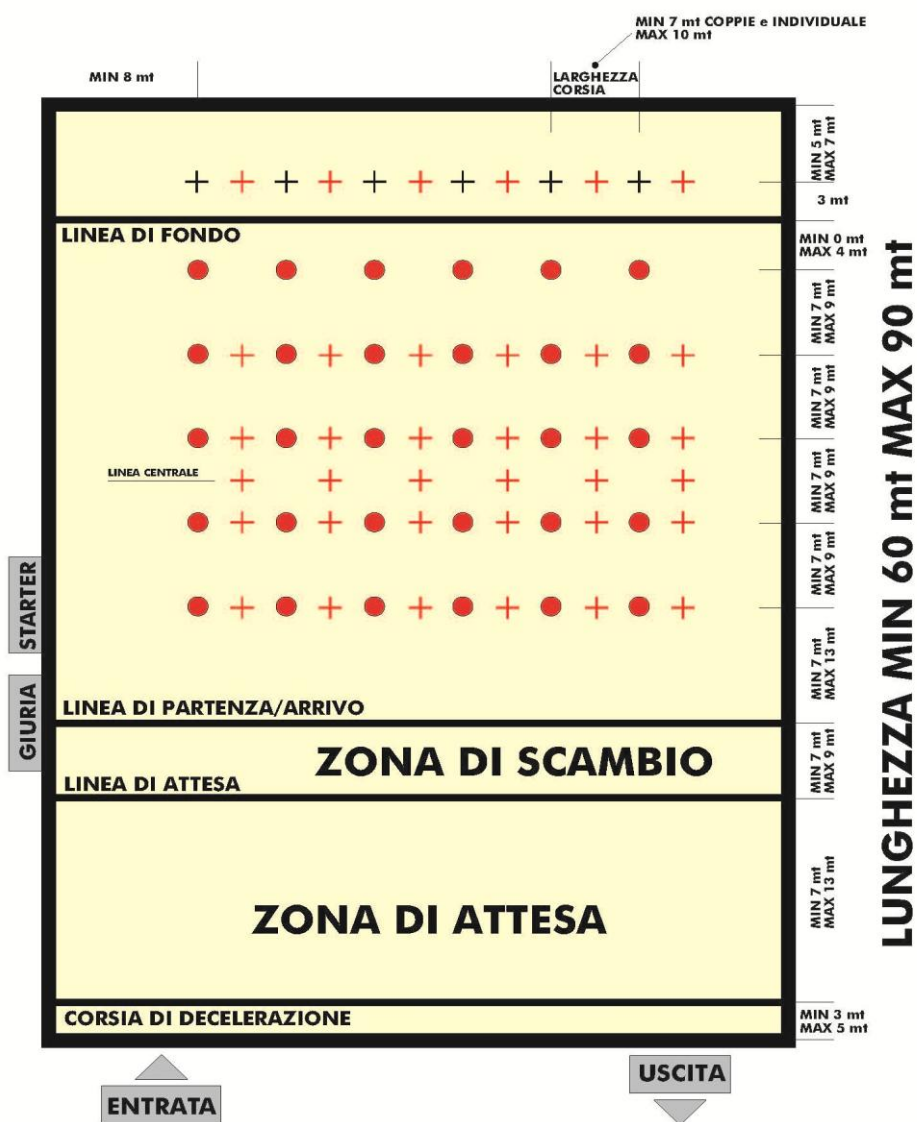 MIN 7 mt COPPIE e INDIVIDUALE
MAX 10 mt
MIN 8 mt
LARGHEZZA
CORSIA
MIN 5 mt
MAX 7 mt
3 mt
LINEA DI FONDO
MIN 0 mt
MAX 4 mt
MIN 7 mt
MAX 9 mt
MIN 7 mt
MAX 9 mt
LINEA CENTRALE
MIN 7 mt
MAX 9 mt
MIN 7 mt
MAX 9 mt
LUNGHEZZA MIN 60 mt MAX 90 mt
STARTER
GIURIA
MIN 7 mt
MAX 13 mt
LINEA DI PARTENZA/ARRIVO
ZONA DI SCAMBIO
MIN 7 mt
MAX 9 mt
LINEA DI ATTESA
ZONA DI ATTESA
MIN 7 mt
MAX 13 mt
CORSIA DI DECELERAZIONE
MIN 3 mt
MAX 5 mt
ENTRATA
USCITA